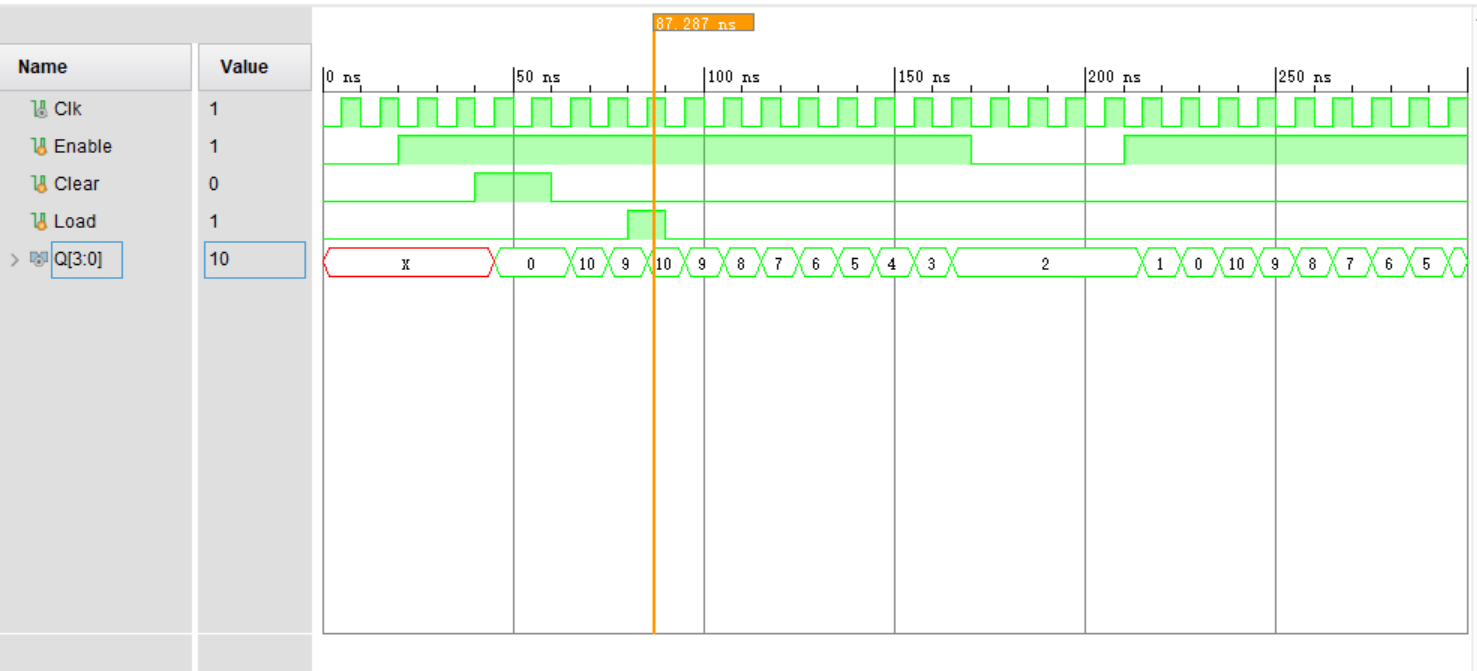 87.287 ns
Name Value
0 ns 50 ns 100 ns 150 ns 200 ns 250 ns
Clk 1
Enable 1
Clear 0
Load 1
> Q[3:0] 10 X 0 10 9 10 9 8 7 6 5 4 3 2 1 0 10 9 8 7 6 5